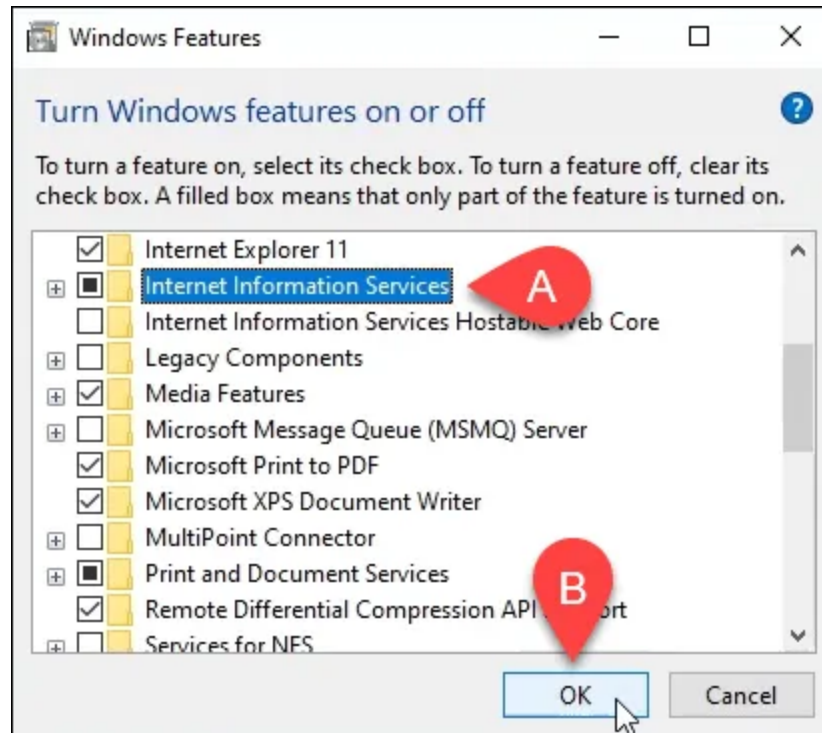 Windows Features
Turn Windows features on or off
?
To turn a feature on, select its check box. To turn a feature off, clear its
check box. A filled box means that only part of the feature is turned on.
Internet Explorer 11
Internet Information Services
A
Internet Information Services Hostable Web Core
Legacy Components
Media Features
Microsoft Message Queue (MSMQ) Server
Microsoft Print to PDF
Microsoft XPS Document Writer
MultiPoint Connector
Print and Document Services
B
Remote Differential Compression API Support
Services for NFS
OK
Cancel